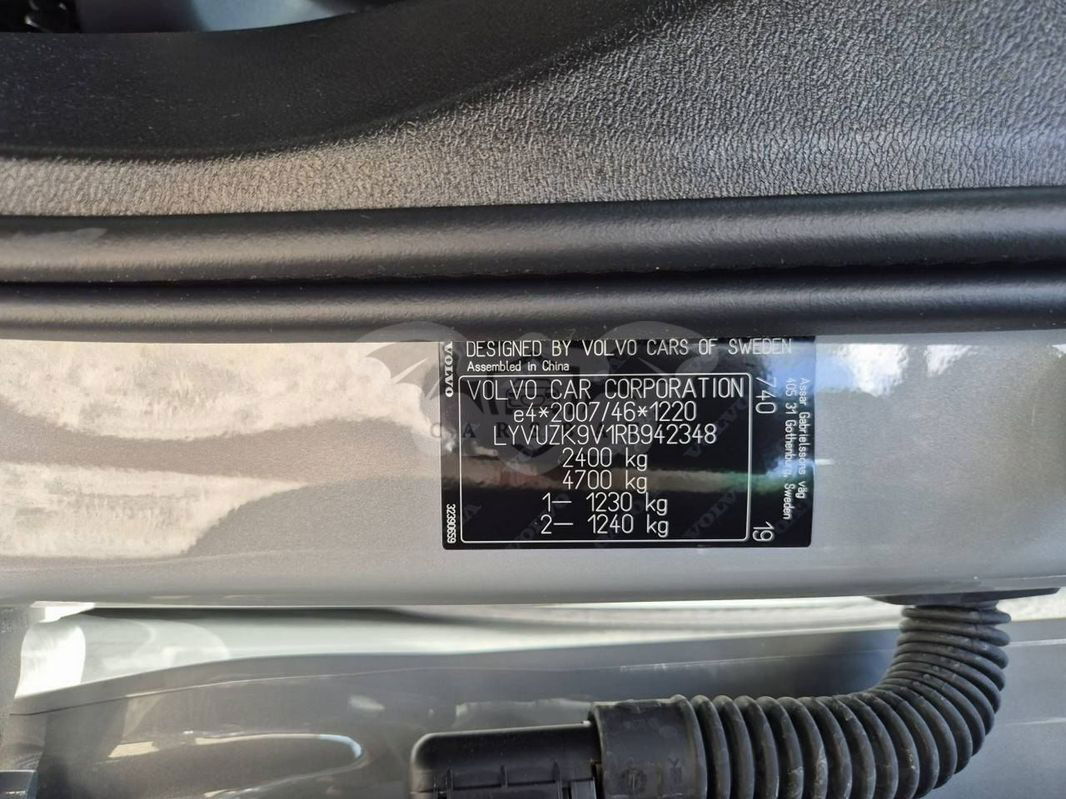 VOLVO
DESIGNED BY VOLVO CARS OF SWEDEN
Assembled in China
VOLVO CAR CORPORATION
e4*2007/46*1220
LYVUZK9V1RB942348
2400 kg
4700 kg
1– 1230 kg
2– 1240 kg
740
19
Assar Gabrielssons väg
405 31 Gothenburg, Sweden
32390659